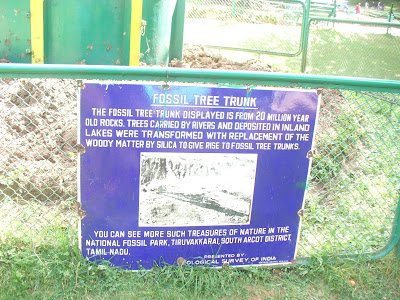 FOSSIL TREE TRUNK
THE FOSSIL TREE TRUNK DISPLAYED IS FROM 20 MILLION YEAR
OLD ROCKS. TREES CARRIED BY RIVERS AND DEPOSITED IN INLAND
LAKES WERE TRANSFORMED WITH REPLACEMENT OF THE
WOODY MATTER BY SILICA TO GIVE RISE TO FOSSIL TREE TRUNKS.
YOU CAN SEE MORE SUCH TREASURES OF NATURE IN THE
NATIONAL FOSSIL PARK, TIRUVAKKARAI, SOUTH ARCOT DISTRICT,
TAMIL-NADU.
PRESENTED BY
GEOLOGICAL SURVEY OF INDIA